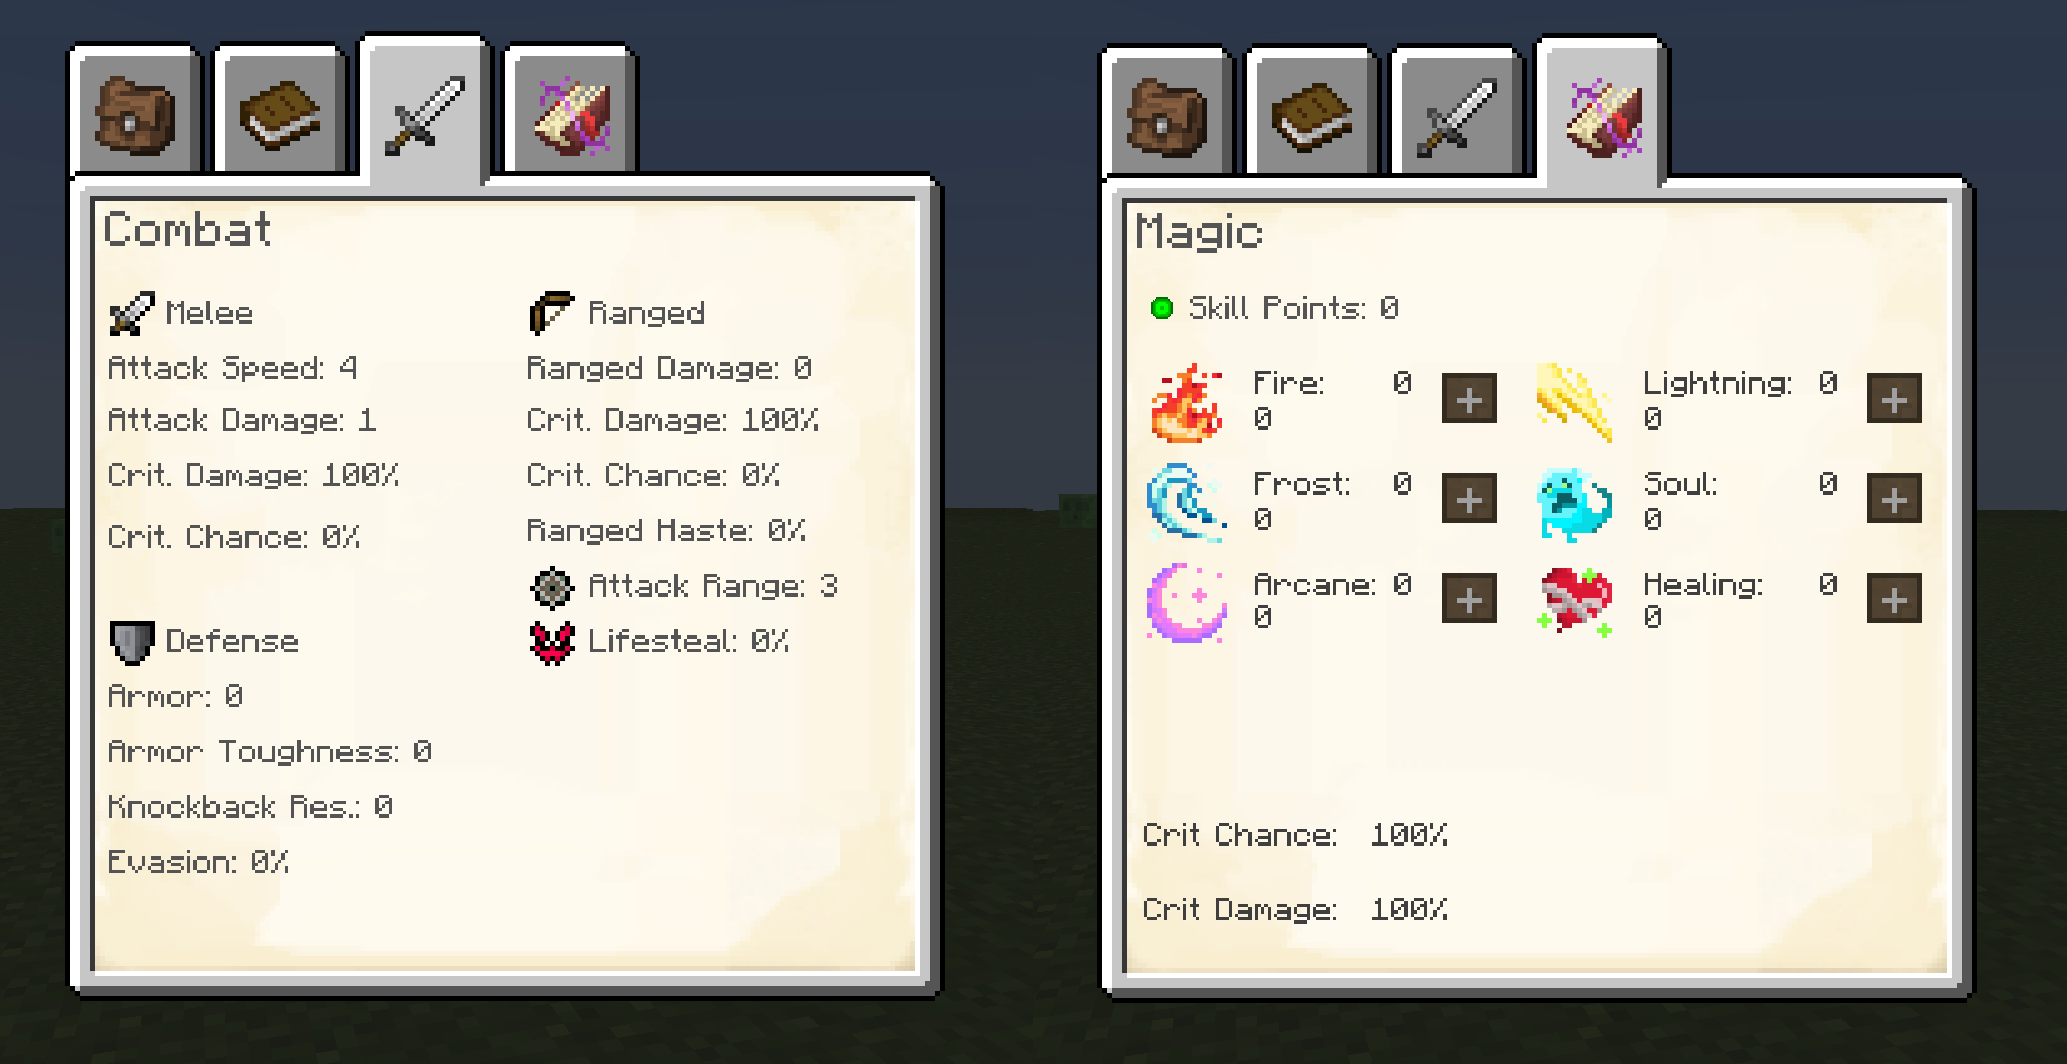 Combat
Melee
Attack Speed: 4
Attack Damage: 1
Crit. Damage: 100%
Crit. Chance: 0%
Defense
Armor: 0
Armor Toughness: 0
Knockback Res.: 0
Evasion: 0%
Ranged
Ranged Damage: 0
Crit. Damage: 100%
Crit. Chance: 0%
Ranged Haste: 0%
Attack Range: 3
Lifesteal: 0%
Magic
Skill Points: 0
Fire: 0
0
+
Lightning: 0
0
+
Frost: 0
0
+
Soul: 0
0
+
Arcane: 0
0
+
Healing: 0
0
+
Crit Chance: 100%
Crit Damage: 100%